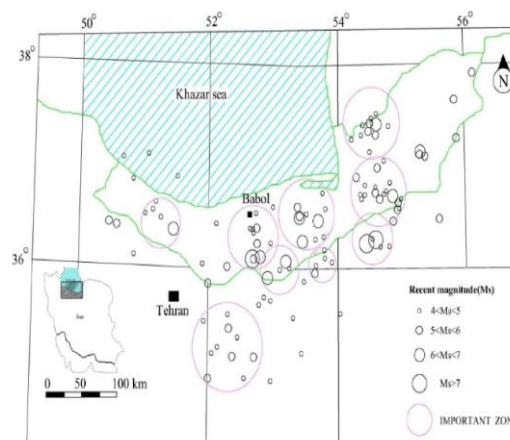 50° 52° 54° 56°
38°
Khazar sea
N
Babol
36°
Tehran
Iran
0 50 100 km
Recent magnitude(Ms)
4<Ms<5
5<Ms<6
6<Ms<7
Ms>7
IMPORTANT ZON